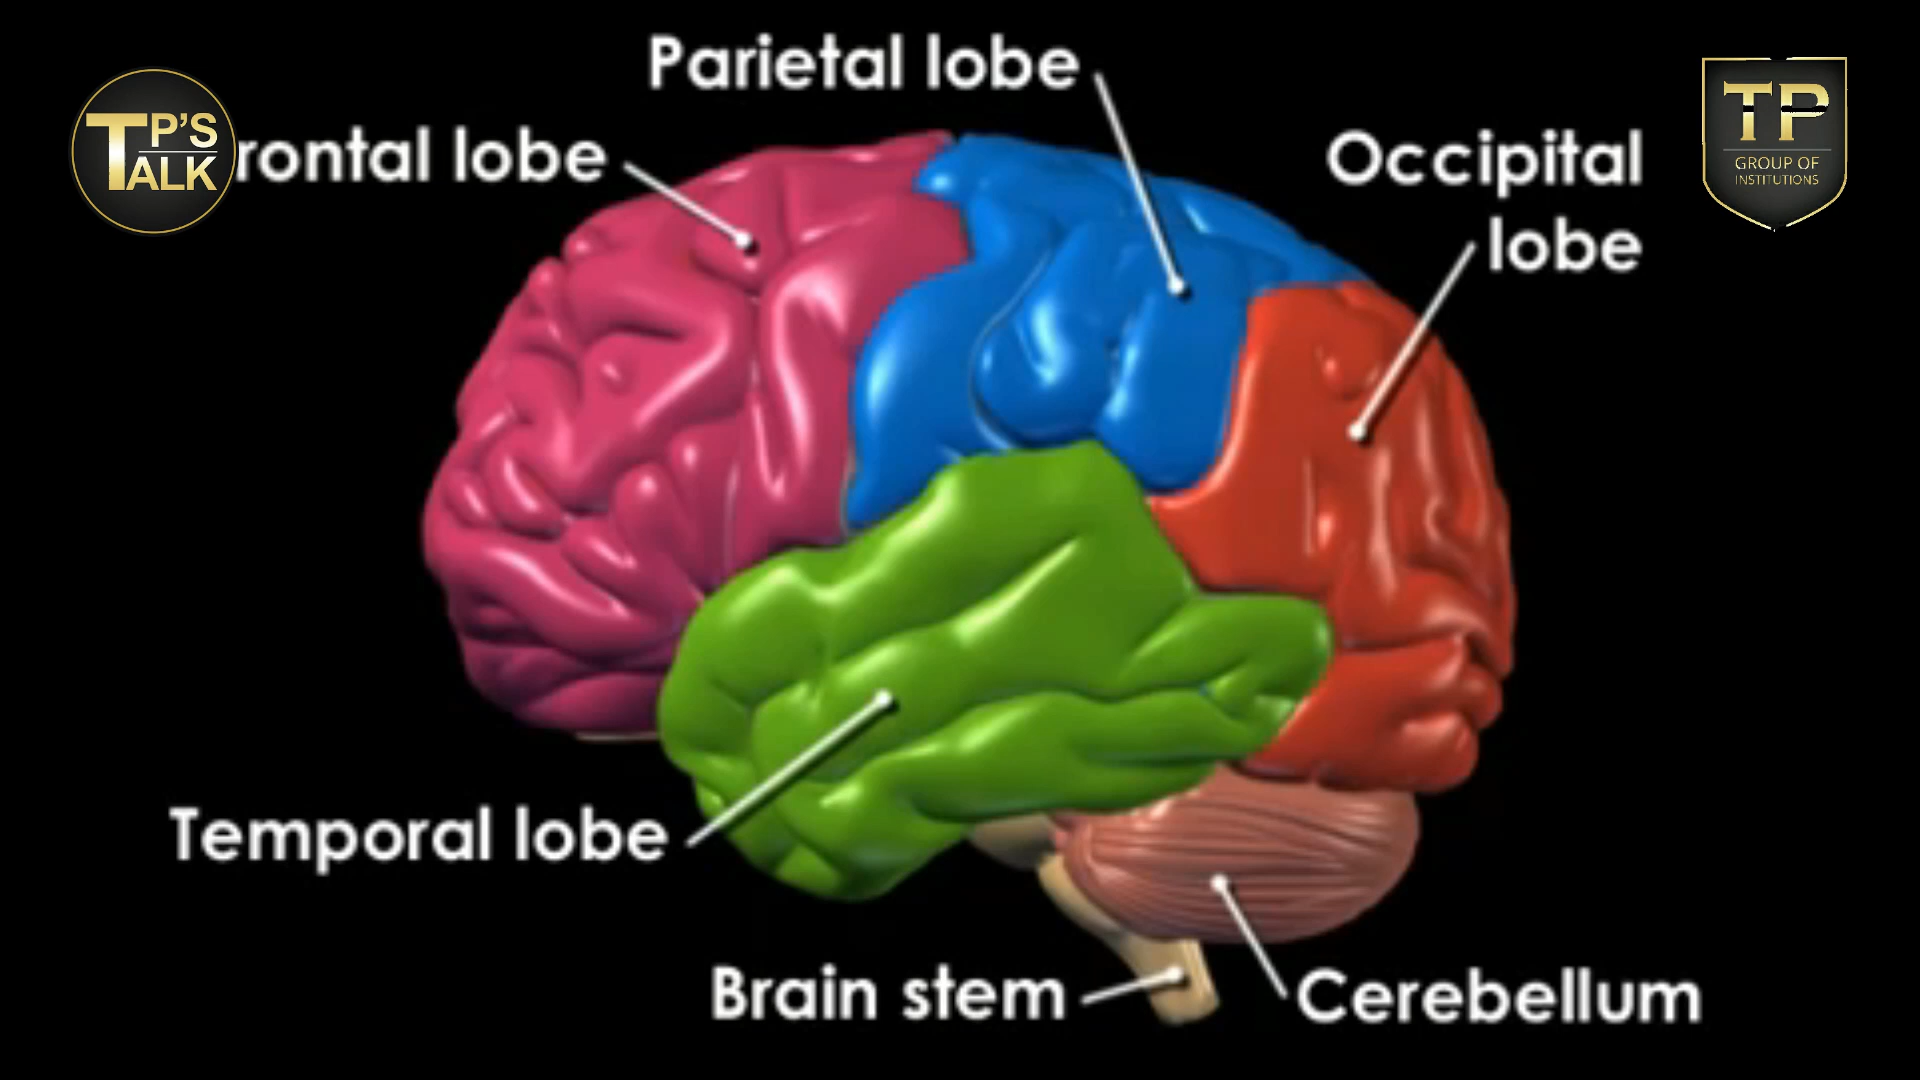 Parietal lobe
TP'S
TALK
rontal lobe
Occipital
lobe
TP
GROUP OF
INSTITUTIONS
Temporal lobe
Brain stem
Cerebellum